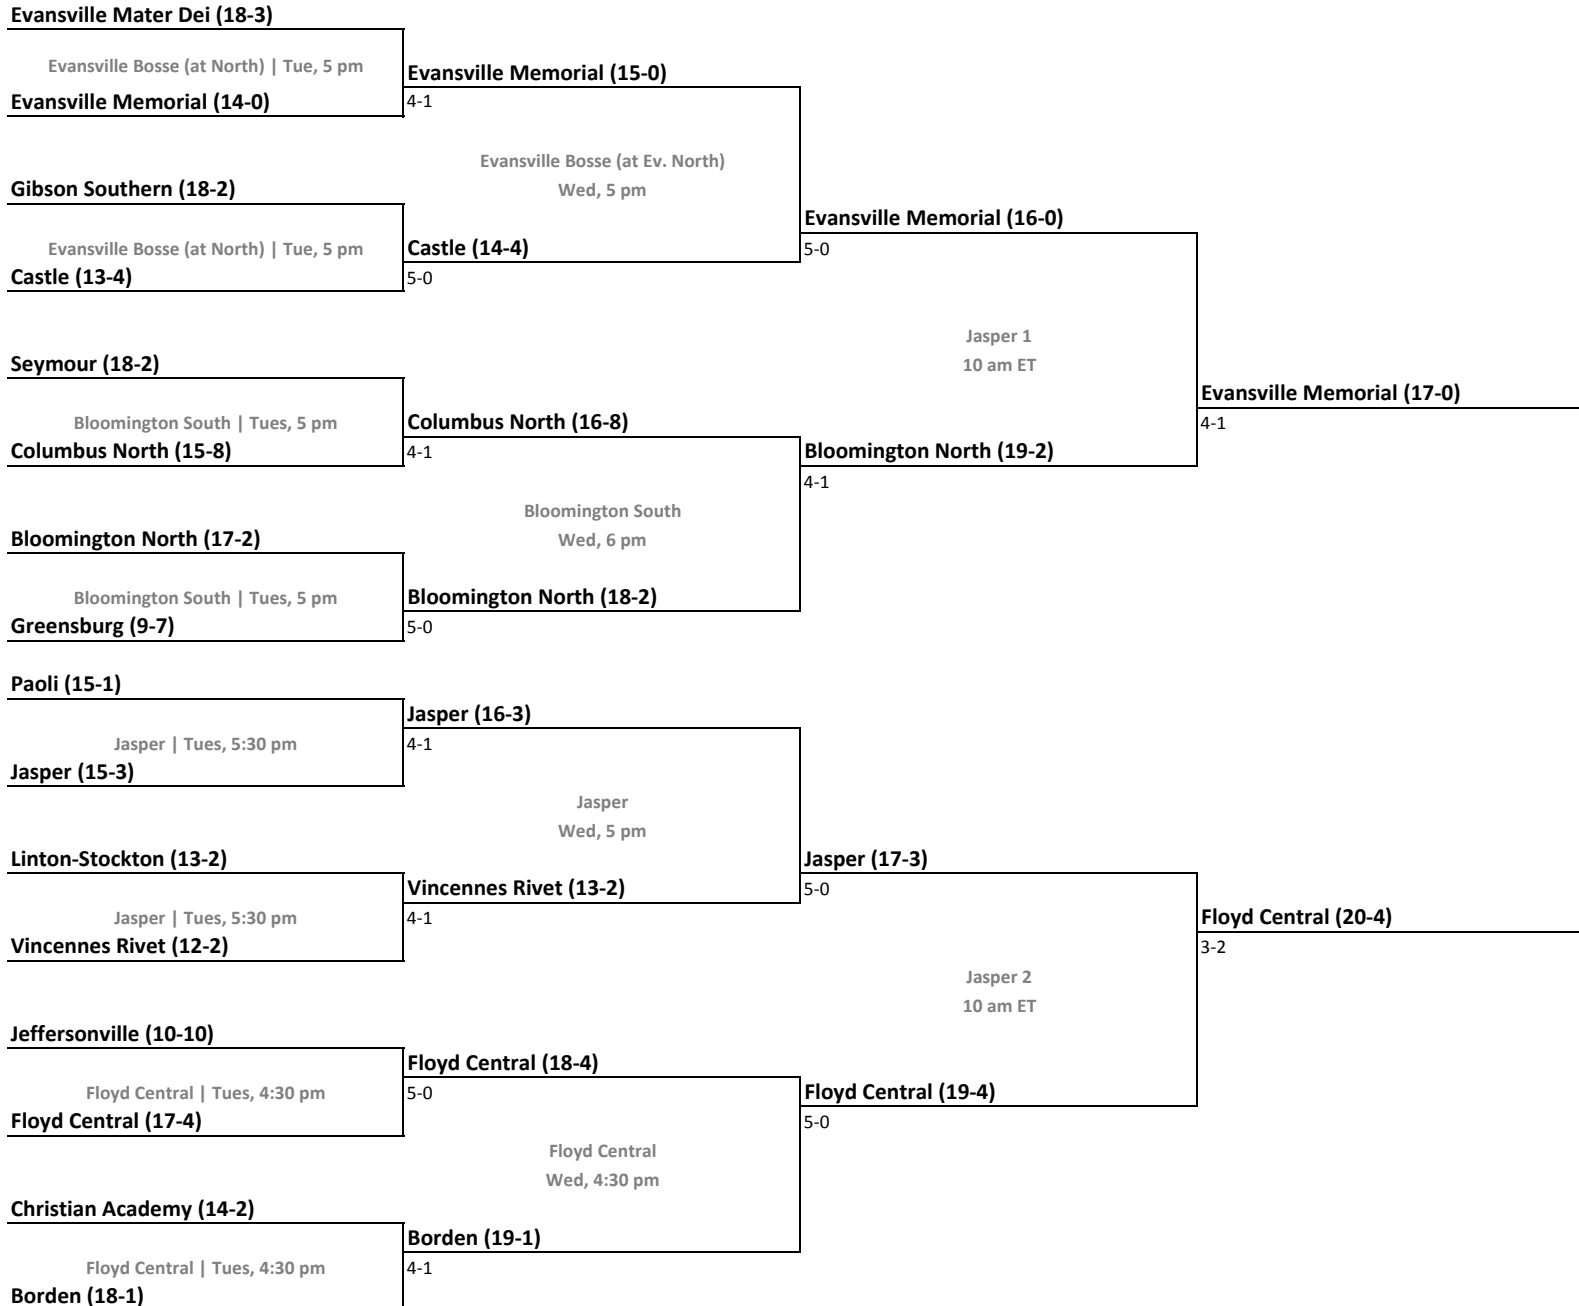 Evansville Mater Dei (18-3)
Evansville Bosse (at North) | Tue, 5 pm
Evansville Memorial (15-0)
Evansville Memorial (14-0)
4-1
Evansville Bosse (at Ev. North)
Gibson Southern (18-2)
Wed, 5 pm
Evansville Memorial (16-0)
Evansville Bosse (at North) | Tue, 5 pm
Castle (14-4)
5-0
Castle (13-4)
5-0
Jasper 1
Seymour (18-2)
10 am ET
Evansville Memorial (17-0)
Bloomington South | Tues, 5 pm
Columbus North (16-8)
4-1
Columbus North (15-8)
4-1
Bloomington North (19-2)
4-1
Bloomington South
Bloomington North (17-2)
Wed, 6 pm
Bloomington South | Tues, 5 pm
Bloomington North (18-2)
Greensburg (9-7)
5-0
Paoli (15-1)
Jasper (16-3)
Jasper | Tues, 5:30 pm
4-1
Jasper (15-3)
Jasper
Wed, 5 pm
Linton-Stockton (13-2)
Jasper (17-3)
Vincennes Rivet (13-2)
5-0
Jasper | Tues, 5:30 pm
4-1
Floyd Central (20-4)
Vincennes Rivet (12-2)
3-2
Jasper 2
10 am ET
Jeffersonville (10-10)
Floyd Central (18-4)
Floyd Central | Tues, 4:30 pm
5-0
Floyd Central (19-4)
Floyd Central (17-4)
5-0
Floyd Central
Wed, 4:30 pm
Christian Academy (14-2)
Borden (19-1)
Floyd Central | Tues, 4:30 pm
4-1
Borden (18-1)